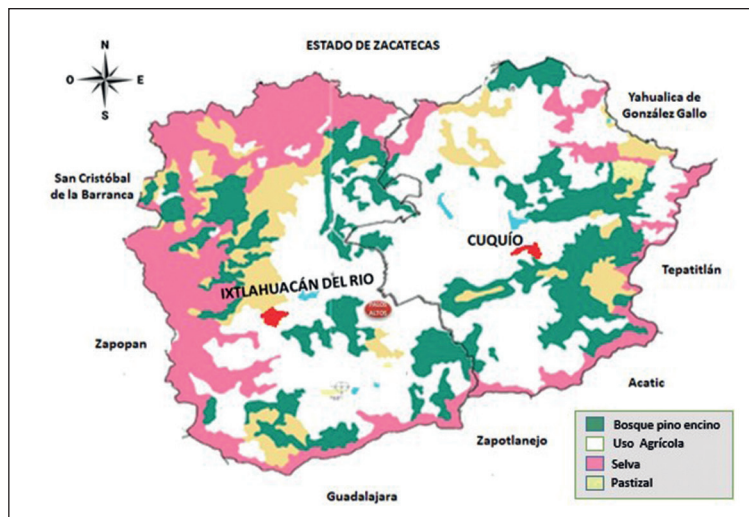 ESTADO DE ZACATECAS
N
O
E
S
Yahualica de
González Gallo
San Cristóbal
de la Barranca
CUQUÍO
Tepatitlán
IXTLAHUACÁN DEL RIO
ALTOS
Zapopan
Acatic
Zapotlanejo
Guadalajara
Bosque pino encino
Uso Agrícola
Selva
Pastizal